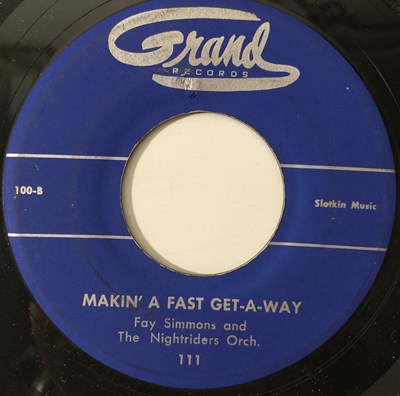 Grand
RECORDS
100-B
Slotkin Music
MAKIN' A FAST GET-A-WAY
Fay Simmons and
The Nightriders Orch.
111